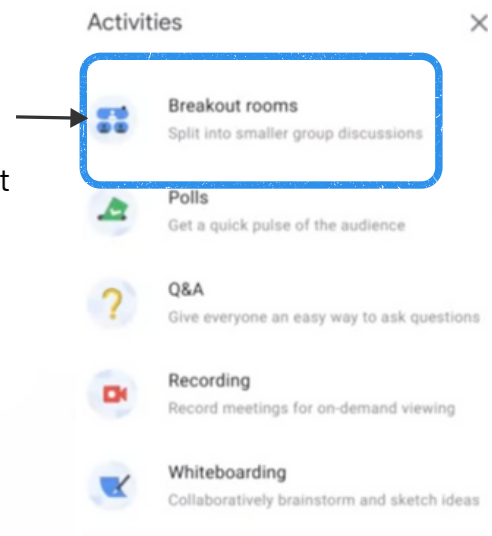 Activities
Breakout rooms
Split into smaller group discussions
t
Polls
Get a quick pulse of the audience
Q&A
Give everyone an easy way to ask questions
Recording
Record meetings for on-demand viewing
Whiteboarding
Collaboratively brainstorm and sketch ideas